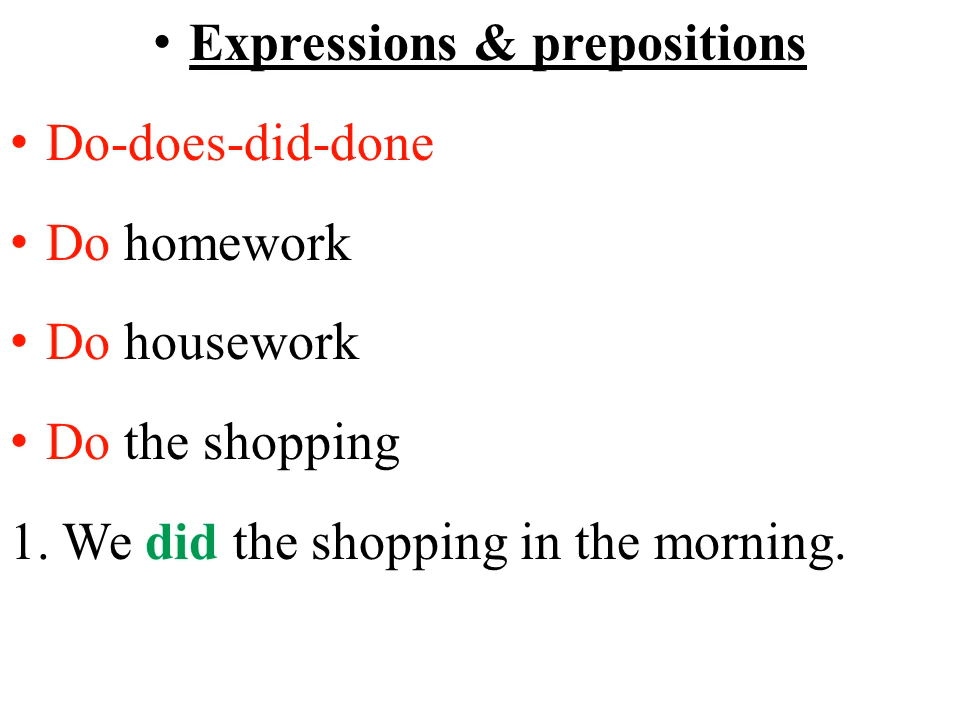 • Expressions & prepositions
• Do-does-did-done
• Do homework
• Do housework
• Do the shopping
1. We did the shopping in the morning.